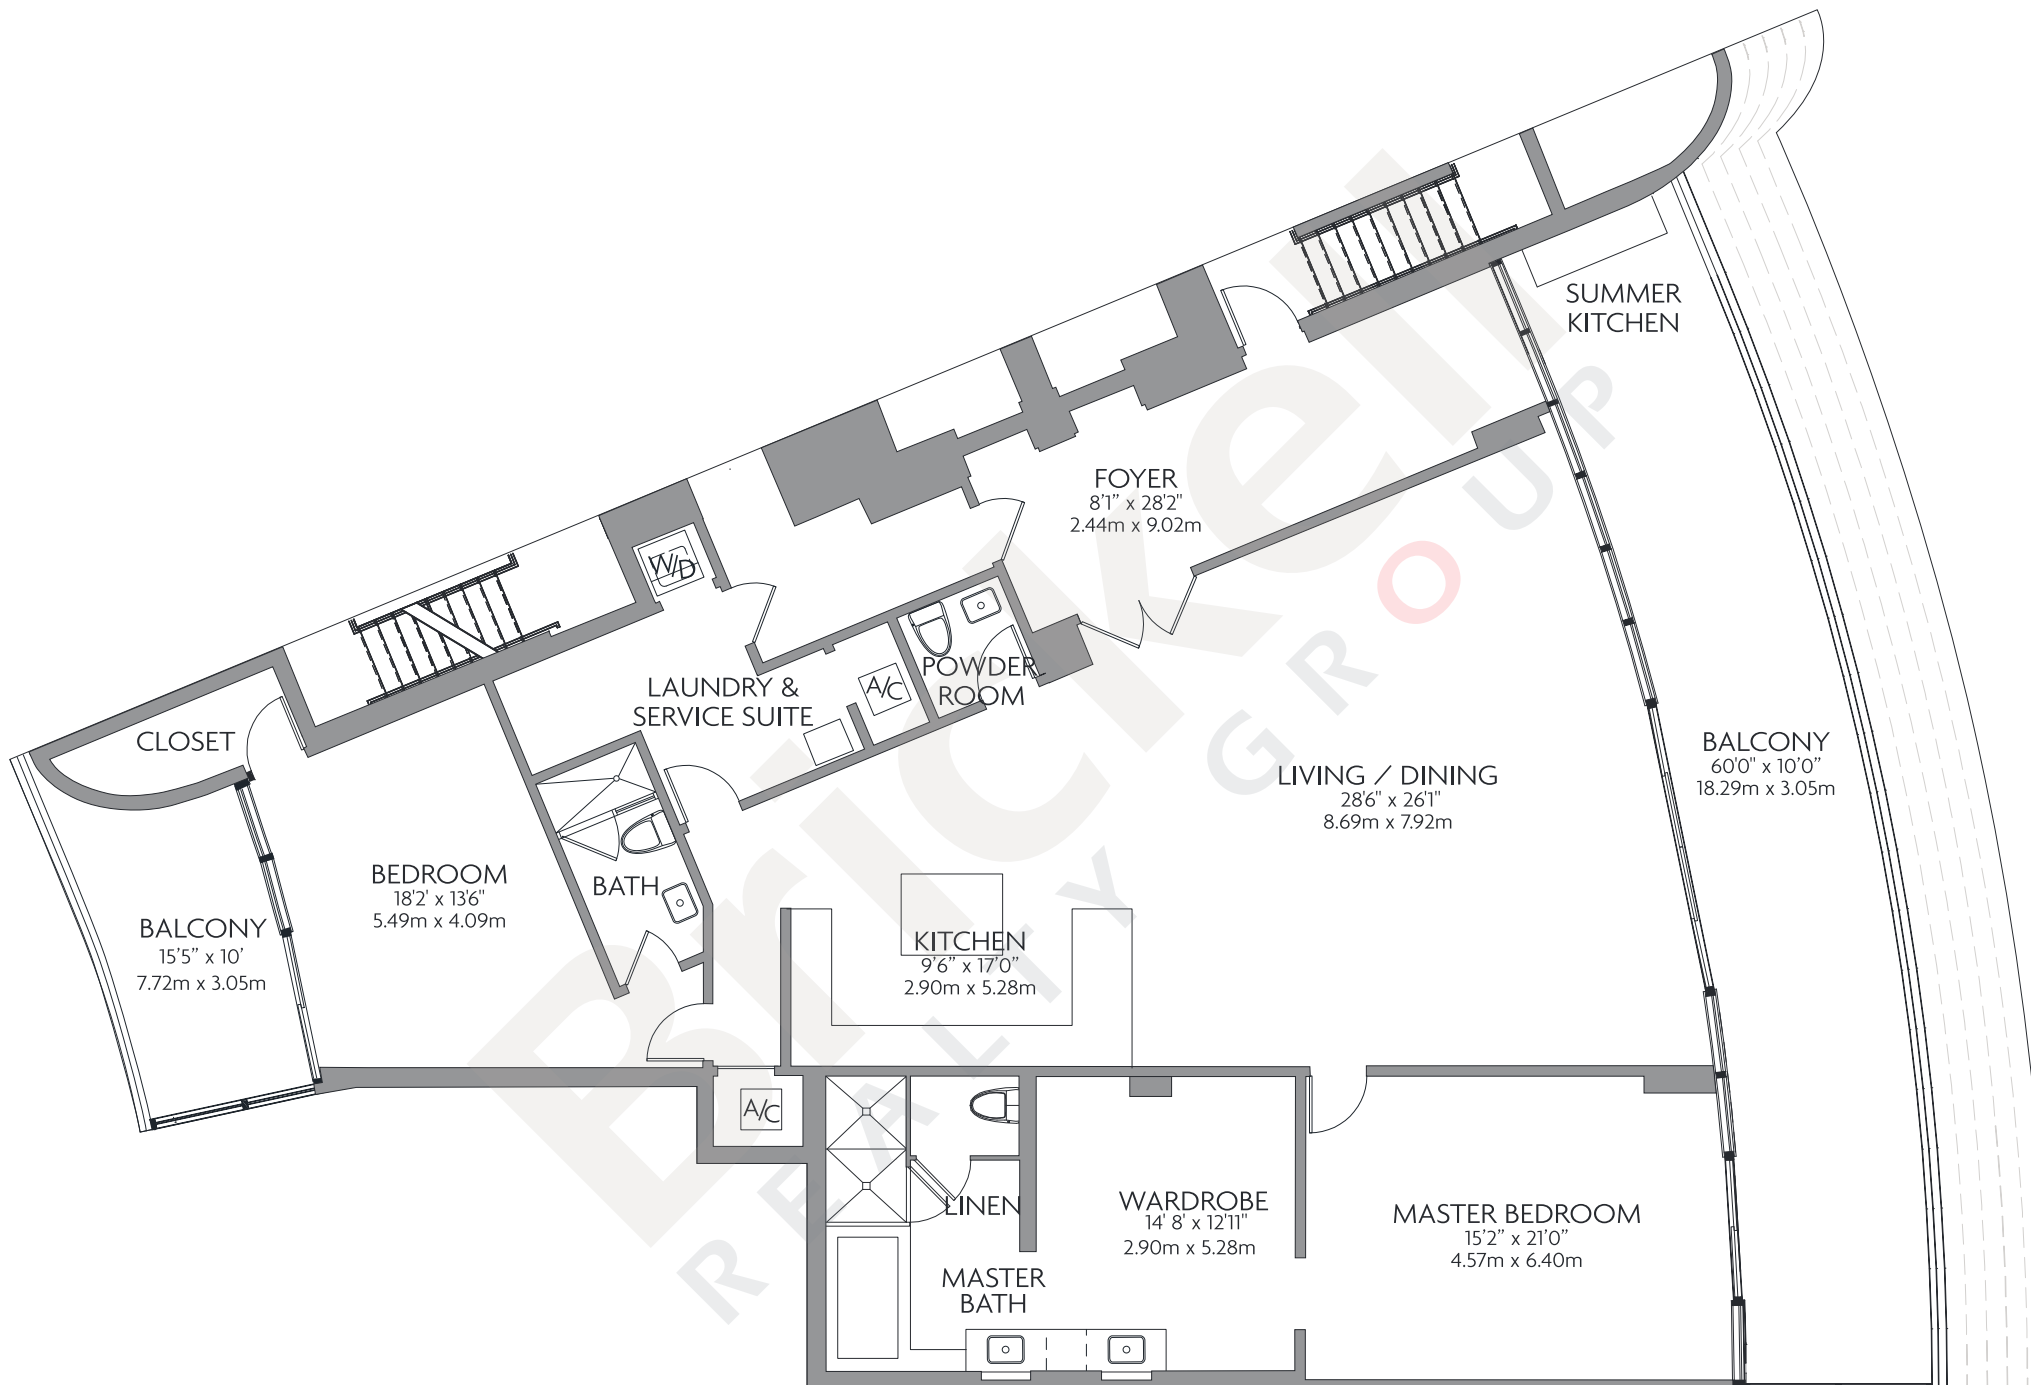 SUMMER
KITCHEN
FOYER
8'1" x 28'2"
2.44m x 9.02m
W/D
POWDER
ROOM
A/C
LAUNDRY &
SERVICE SUITE
CLOSET
BALCONY
60'0" x 10'0"
18.29m x 3.05m
LIVING / DINING
28'6" x 26'1"
8.69m x 7.92m
BEDROOM
18'2' x 13'6"
5.49m x 4.09m
BATH
BALCONY
15'5" x 10'
7.72m x 3.05m
KITCHEN
9'6" x 17'0"
2.90m x 5.28m
A/C
LINEN
WARDROBE
14' 8' x 12'11"
2.90m x 5.28m
MASTER BEDROOM
15'2" x 21'0"
4.57m x 6.40m
MASTER
BATH
Brickell
REALTY GROUP